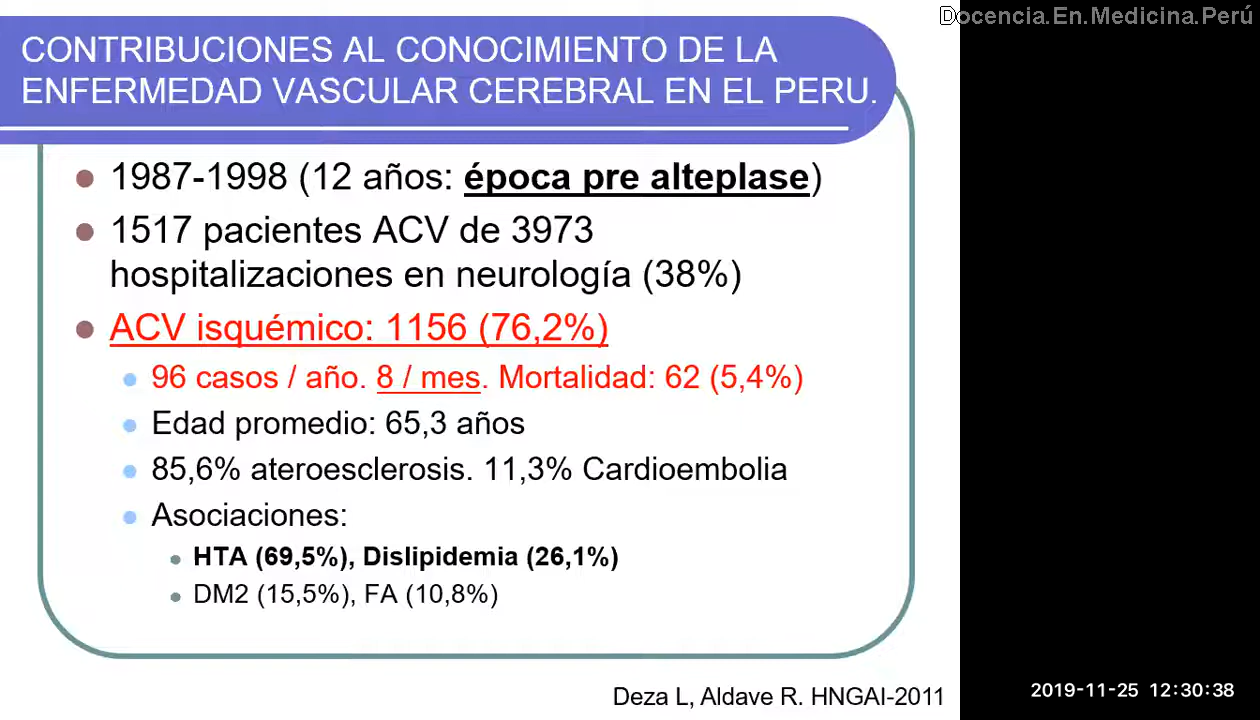 Docencia.En.Medicina.Perú
CONTRIBUCIONES AL CONOCIMIENTO DE LA
ENFERMEDAD VASCULAR CEREBRAL EN EL PERU.
1987-1998 (12 años: época pre alteplase)
1517 pacientes ACV de 3973
hospitalizaciones en neurología (38%)
ACV isquémico: 1156 (76,2%)
96 casos / año. 8 / mes. Mortalidad: 62 (5,4%)
Edad promedio: 65,3 años
85,6% ateroesclerosis. 11,3% Cardioembolia
Asociaciones:
HTA (69,5%), Dislipidemia (26,1%)
DM2 (15,5%), FA (10,8%)
Deza L, Aldave R. HNGAI-2011
2019-11-25 12:30:38